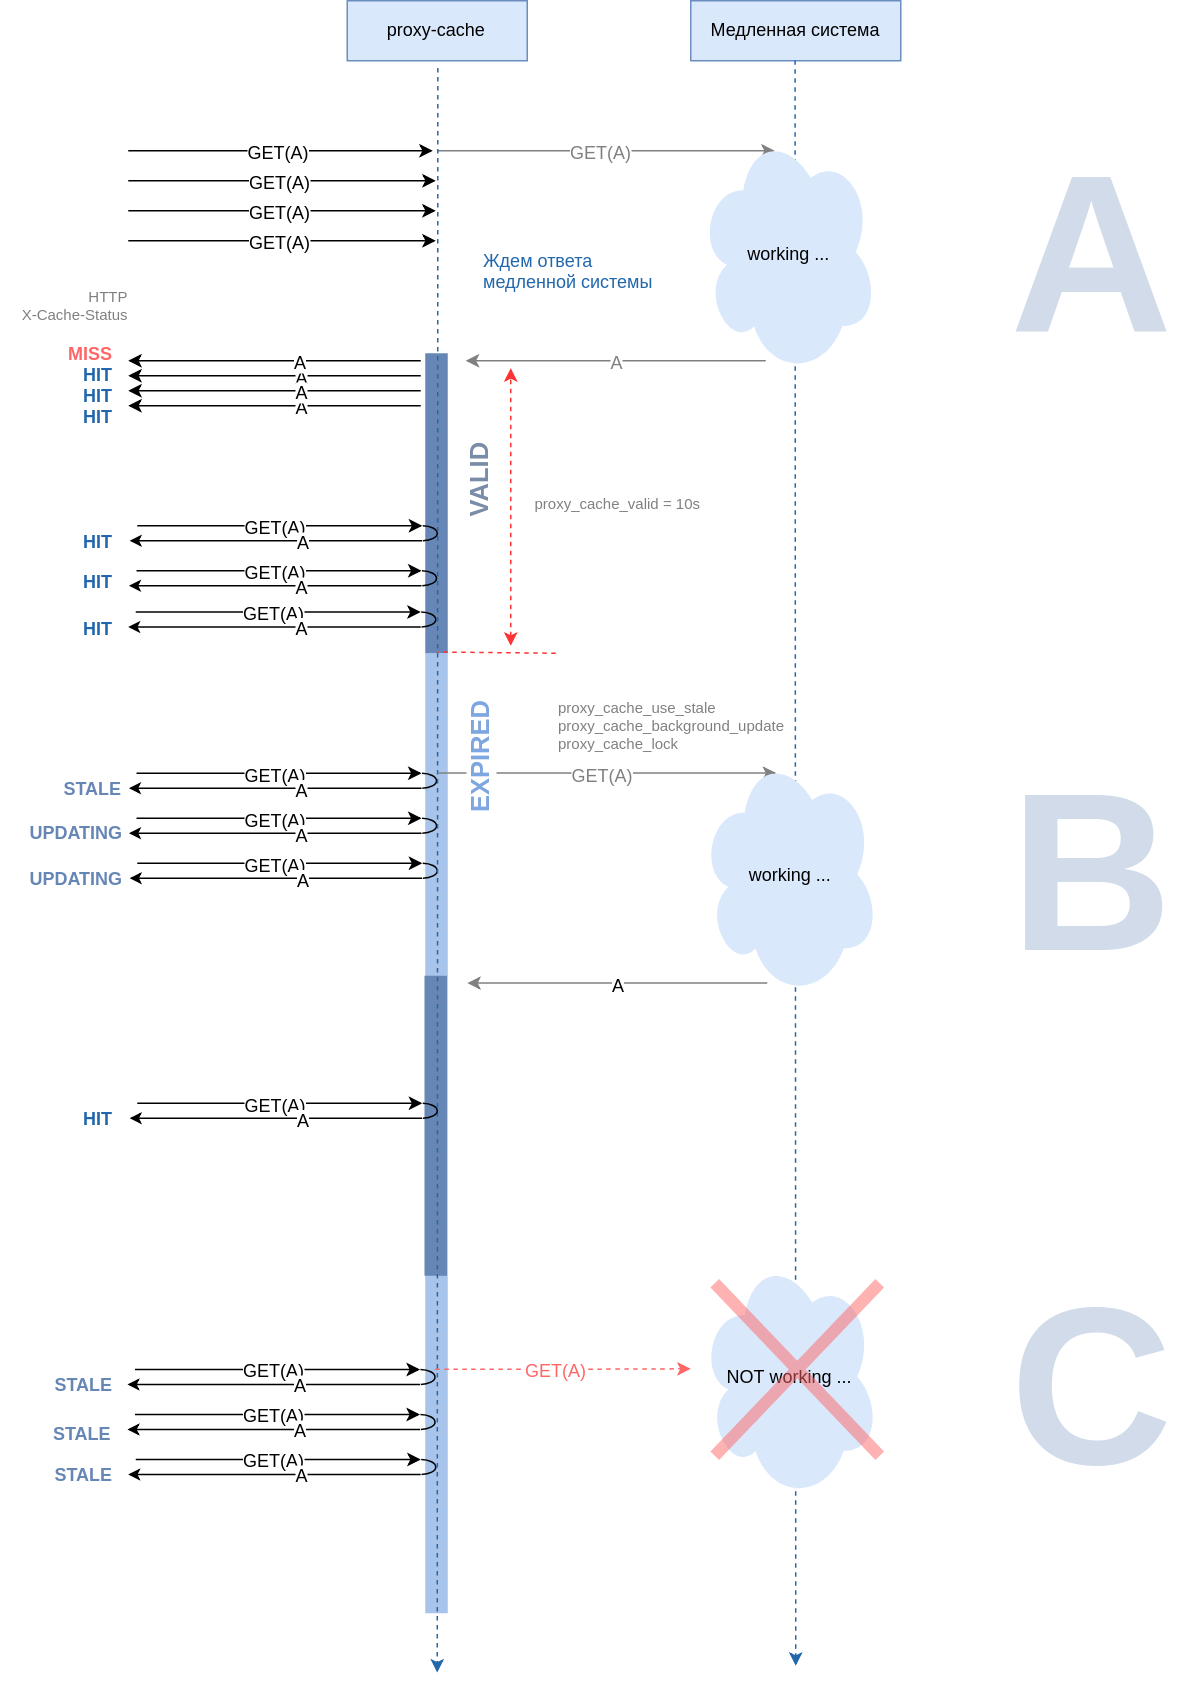 proxy-cache
Медленная система
GET(A)
GET(A)
GET(A)
GET(A)
GET(A)
working ...
A
Ждем ответа
медленной системы
HTTP
X-Cache-Status
MISS
HIT
HIT
HIT
A
A
A
A
A
VALID
proxy_cache_valid = 10s
HIT
GET(A)
A
HIT
GET(A)
A
HIT
GET(A)
A
EXPIRED
proxy_cache_use_stale
proxy_cache_background_update
proxy_cache_lock
STALE
GET(A)
A
GET(A)
UPDATING
GET(A)
A
UPDATING
GET(A)
A
working ...
B
A
HIT
GET(A)
A
STALE
GET(A)
A
GET(A)
NOT working ...
C
STALE
GET(A)
A
STALE
GET(A)
A